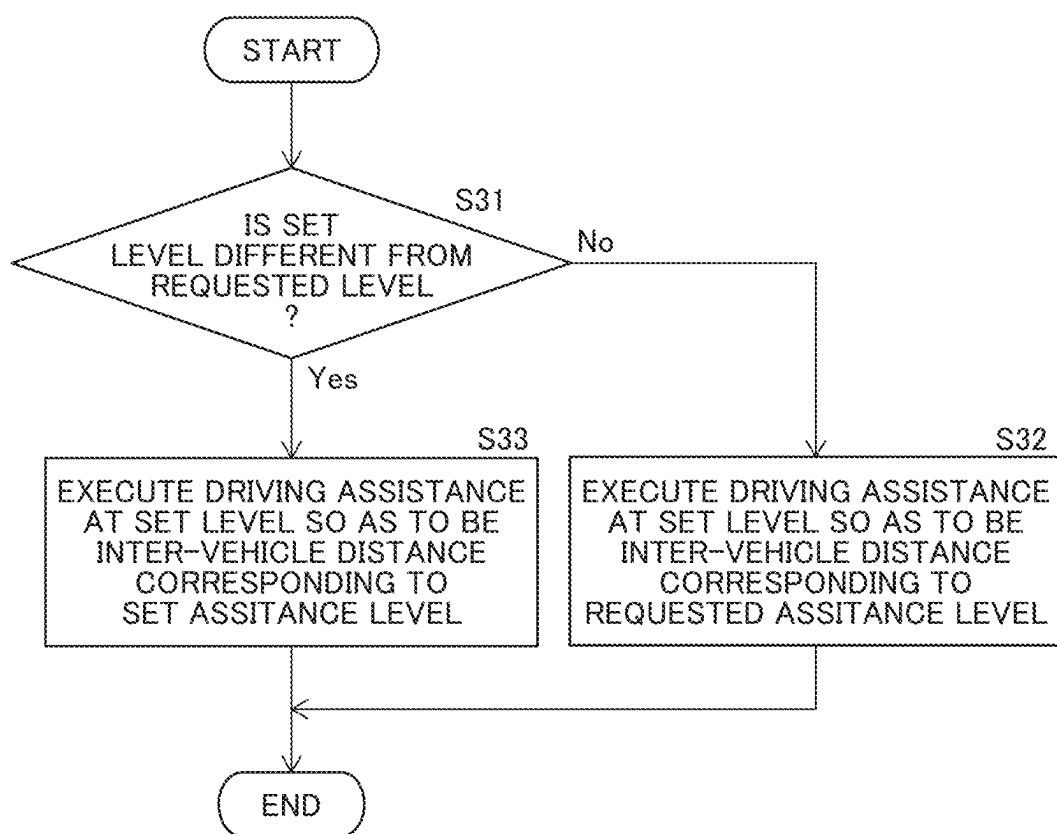 START
S31
IS SET
LEVEL DIFFERENT FROM
REQUESTED LEVEL
?
No
Yes
S33
EXECUTE DRIVING ASSISTANCE
AT SET LEVEL SO AS TO BE
INTER-VEHICLE DISTANCE
CORRESPONDING TO
SET ASSITANCE LEVEL
S32
EXECUTE DRIVING ASSISTANCE
AT SET LEVEL SO AS TO BE
INTER-VEHICLE DISTANCE
CORRESPONDING TO
REQUESTED ASSITANCE LEVEL
END